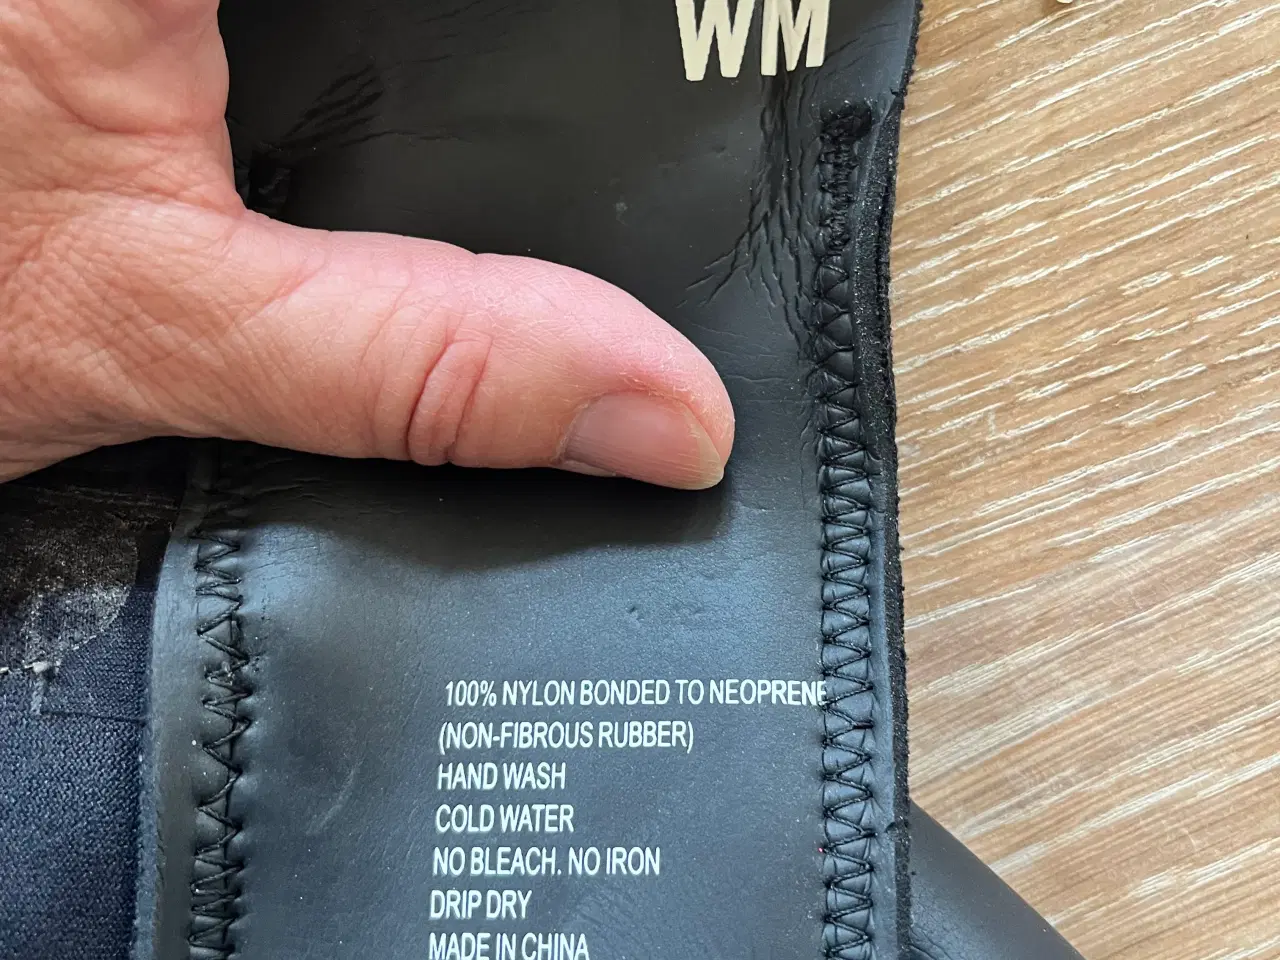 WM
100% NYLON BONDED TO NEOPRENE
(NON-FIBROUS RUBBER)
HAND WASH
COLD WATER
NO BLEACH. NO IRON
DRIP DRY
MADE IN CHINA